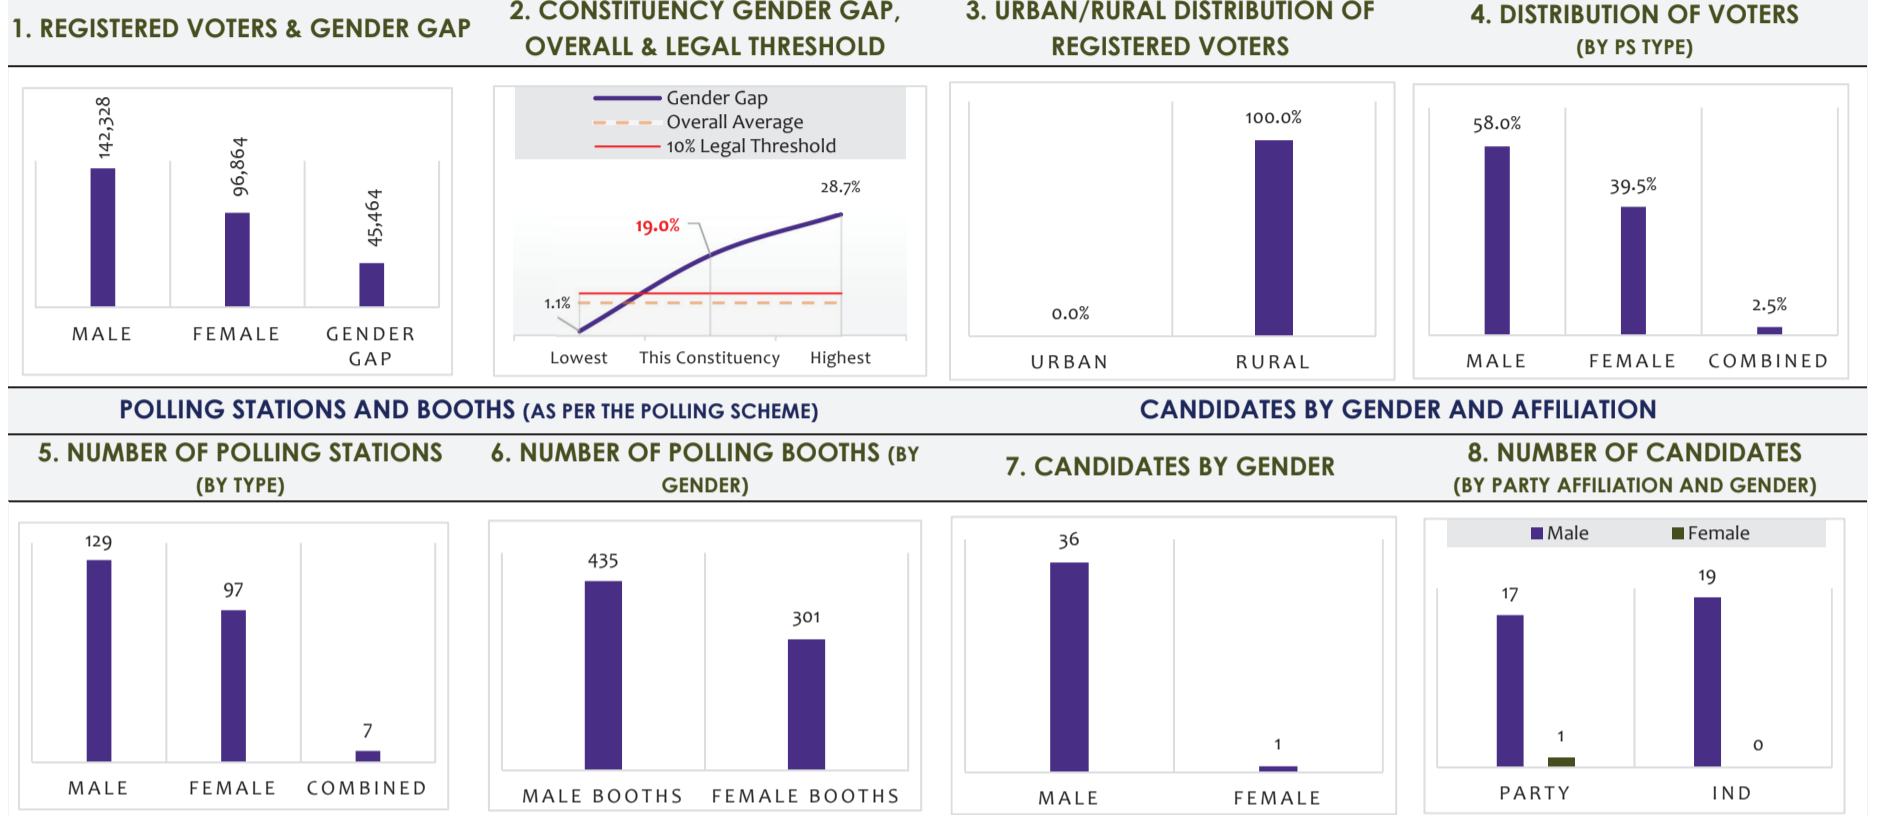 1. REGISTERED VOTERS & GENDER GAP
142,328
96,864
45,464
MALE
FEMALE
GENDER
GAP
2. CONSTITUENCY GENDER GAP,
OVERALL & LEGAL THRESHOLD
Gender Gap
Overall Average
10% Legal Threshold
28.7%
19.0%
1.1%
Lowest
This Constituency
Highest
3. URBAN/RURAL DISTRIBUTION OF
REGISTERED VOTERS
100.0%
0.0%
URBAN
RURAL
4. DISTRIBUTION OF VOTERS
(BY PS TYPE)
58.0%
39.5%
2.5%
MALE
FEMALE
COMBINED
POLLING STATIONS AND BOOTHS (AS PER THE POLLING SCHEME)
CANDIDATES BY GENDER AND AFFILIATION
5. NUMBER OF POLLING STATIONS
(BY TYPE)
129
97
7
MALE
FEMALE
COMBINED
6. NUMBER OF POLLING BOOTHS (BY
GENDER)
435
301
MALE BOOTHS
FEMALE BOOTHS
7. CANDIDATES BY GENDER
36
1
MALE
FEMALE
8. NUMBER OF CANDIDATES
(BY PARTY AFFILIATION AND GENDER)
Male
Female
17
1
19
0
PARTY
IND